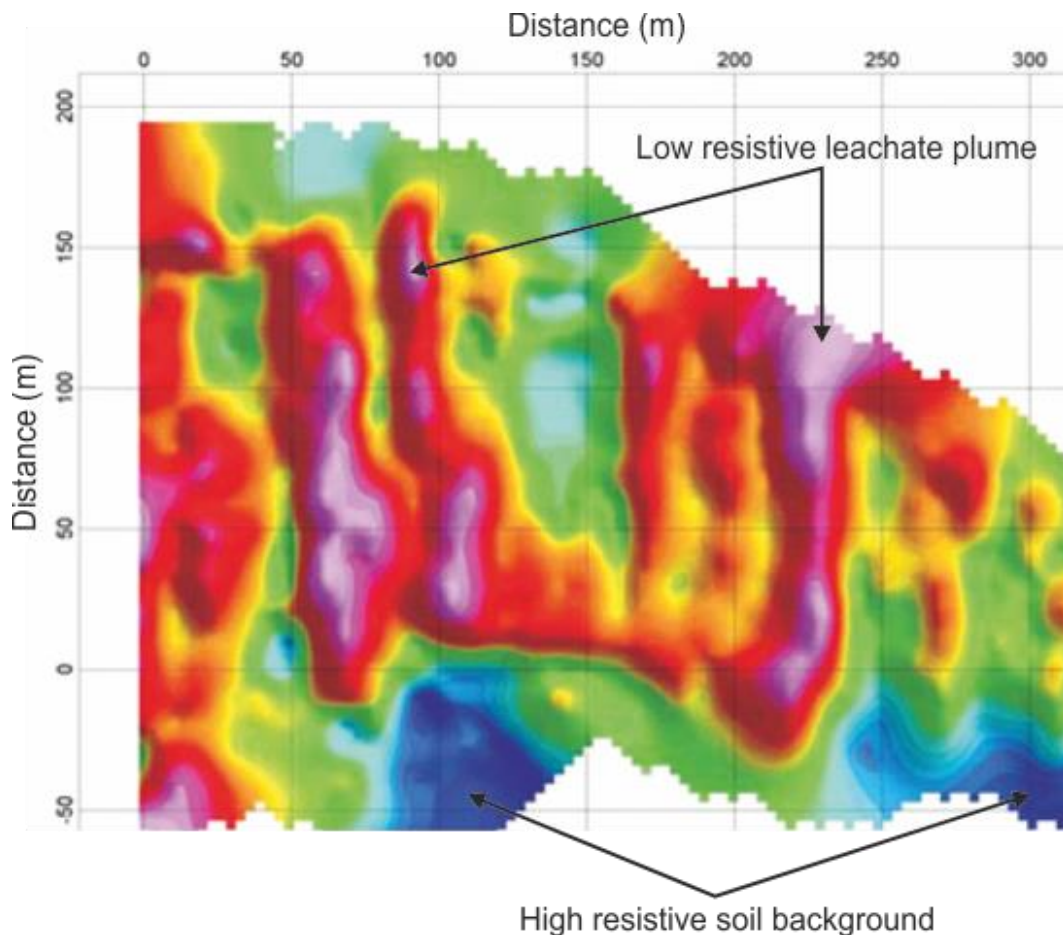 Distance (m)
0 50 100 150 200 250 300
Low resistive leachate plume
Distance (m)
200
150
100
50
0
-50
High resistive soil background